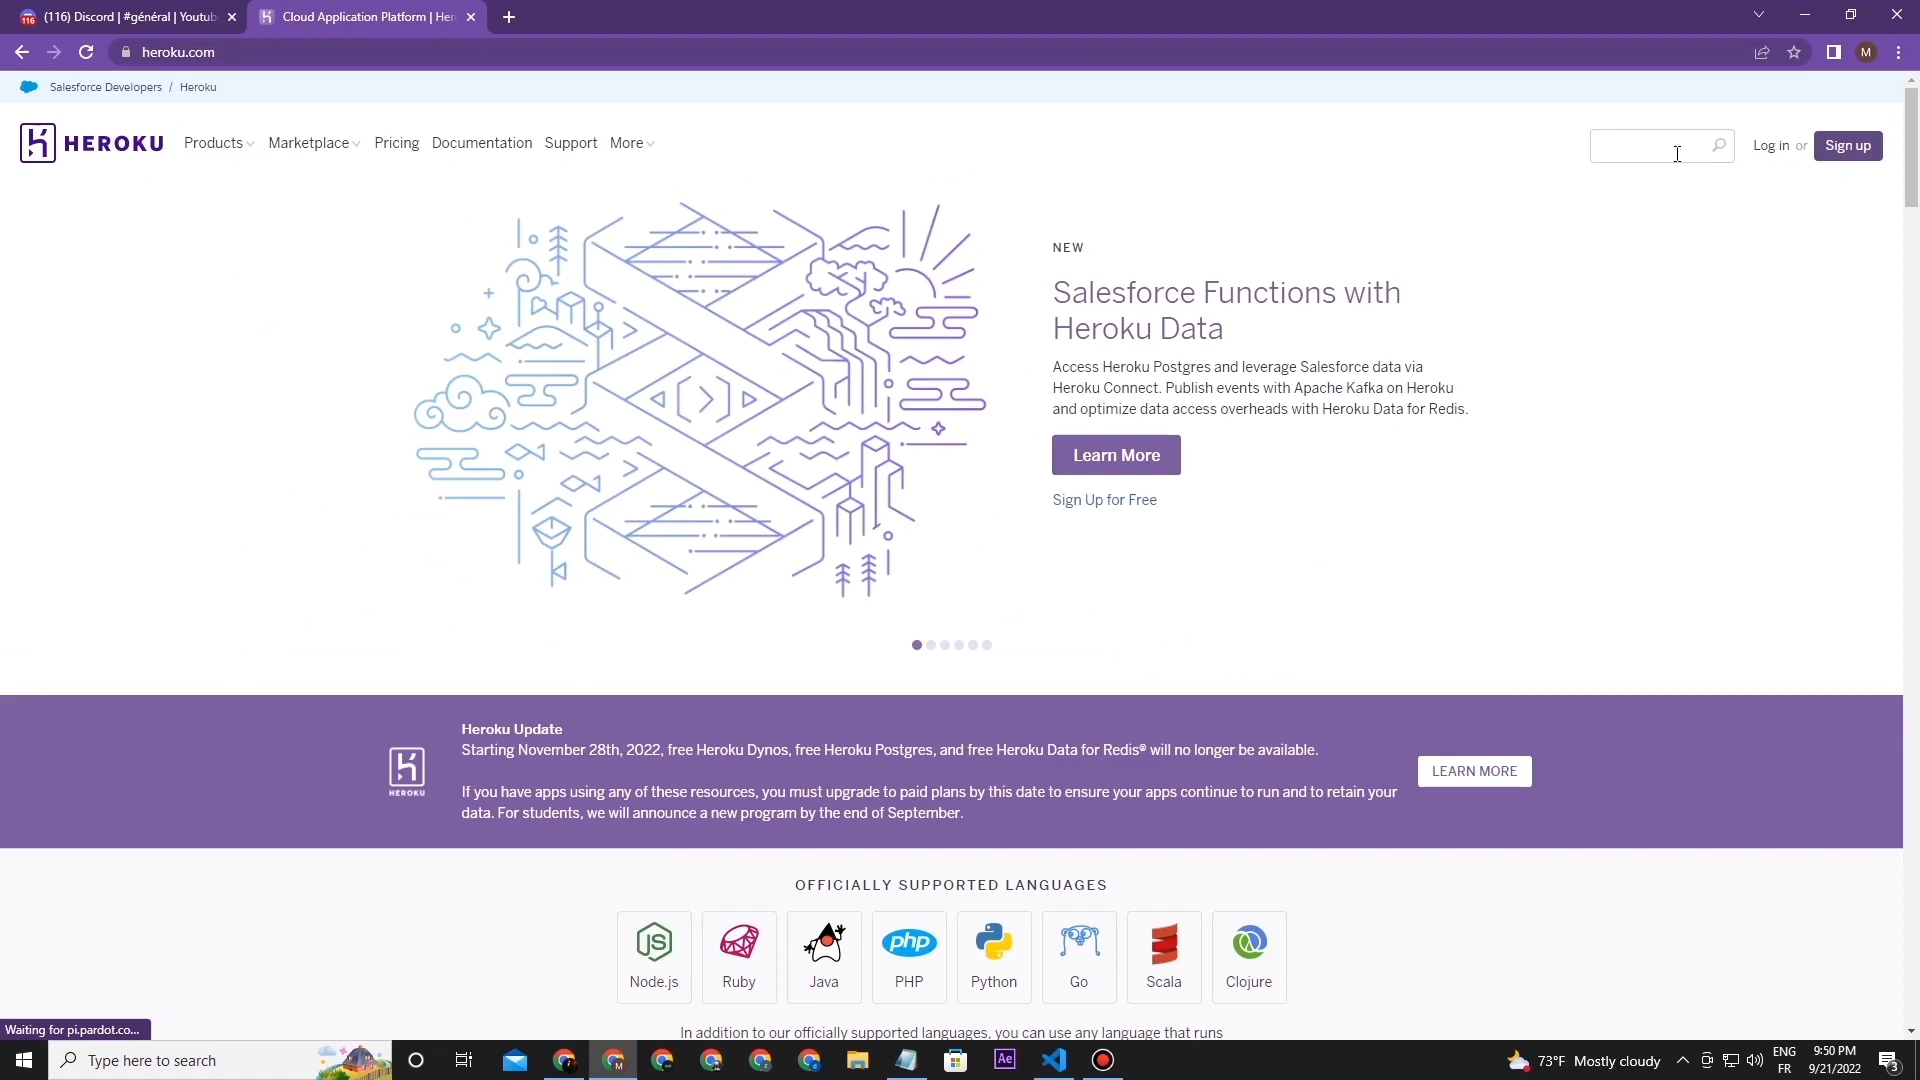 (116) Discord | #général | Youtub
Cloud Application Platform | Her
heroku.com
M
Salesforce Developers / Heroku
HEROKU
Products
Marketplace
Pricing
Documentation
Support
More
Log in or
Sign up
NEW
Salesforce Functions with
Heroku Data
Access Heroku Postgres and leverage Salesforce data via
Heroku Connect. Publish events with Apache Kafka on Heroku
and optimize data access overheads with Heroku Data for Redis.
Learn More
Sign Up for Free
Heroku Update
Starting November 28th, 2022, free Heroku Dynos, free Heroku Postgres, and free Heroku Data for Redis® will no longer be available.
If you have apps using any of these resources, you must upgrade to paid plans by this date to ensure your apps continue to run and to retain your
data. For students, we will announce a new program by the end of September.
HEROKU
LEARN MORE
OFFICIALLY SUPPORTED LANGUAGES
JS
php
Node.js
Ruby
Java
PHP
Python
Go
Scala
Clojure
In addition to our officially supported languages, you can use any language that runs
Waiting for pi.pardot.co...
Type here to search
Ae
73°F Mostly cloudy
ENG
FR
9:50 PM
9/21/2022
3